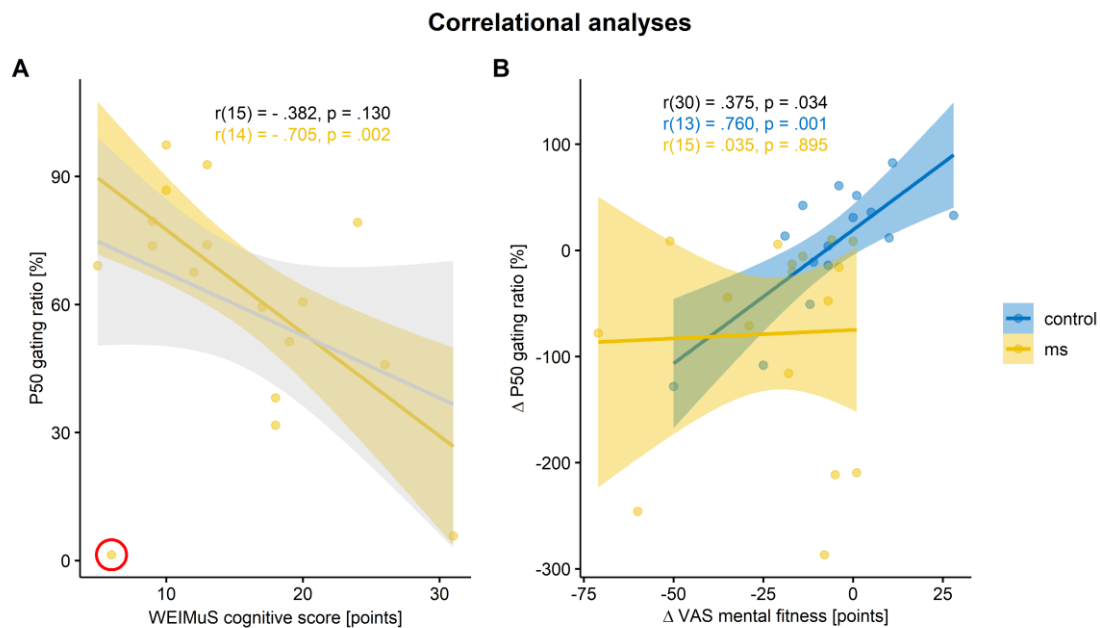 Correlational analyses
A
r(15) = - .382, p = .130
r(14) = - .705, p = .002
P50 gating ratio [%]
90
60
30
0
10
20
30
WEIMuS cognitive score [points]
B
r(30) = .375, p = .034
r(13) = .760, p = .001
r(15) = .035, p = .895
Δ P50 gating ratio [%]
100
0
-100
-200
-300
-75
-50
-25
0
25
Δ VAS mental fitness [points]
control
ms